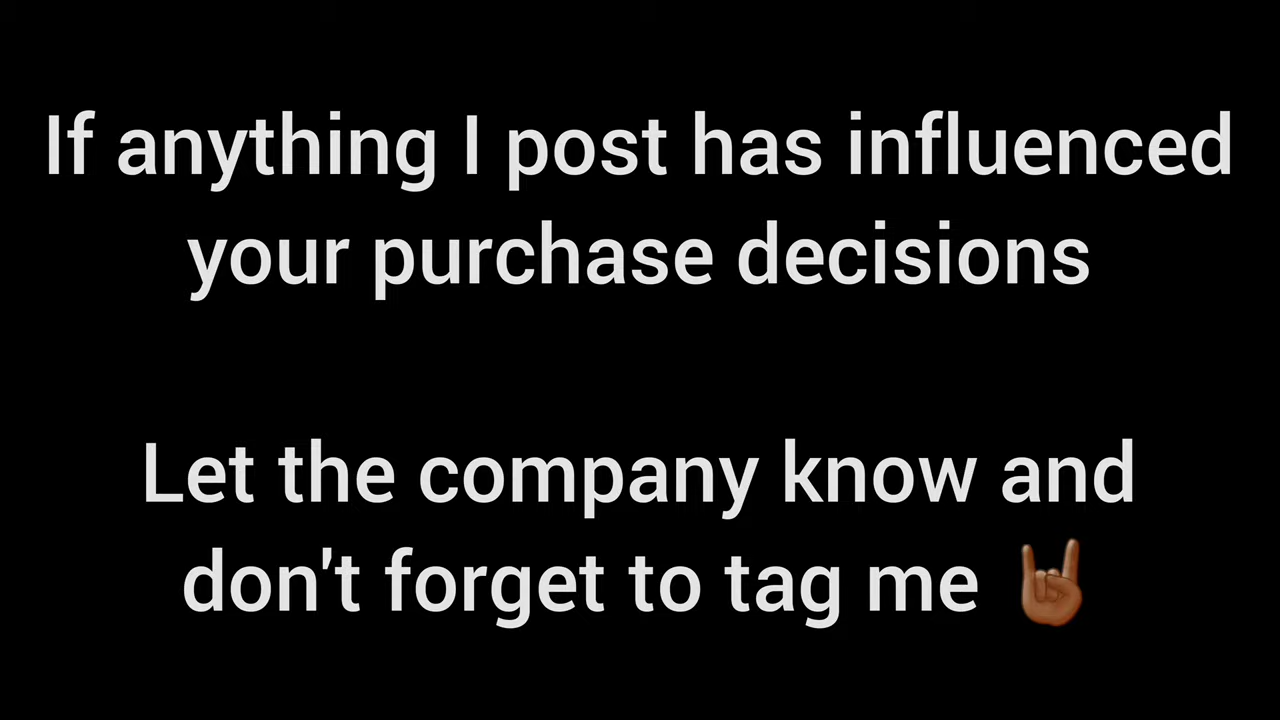 If anything I post has influenced
your purchase decisions
Let the company know and
don't forget to tag me 🤘🏾